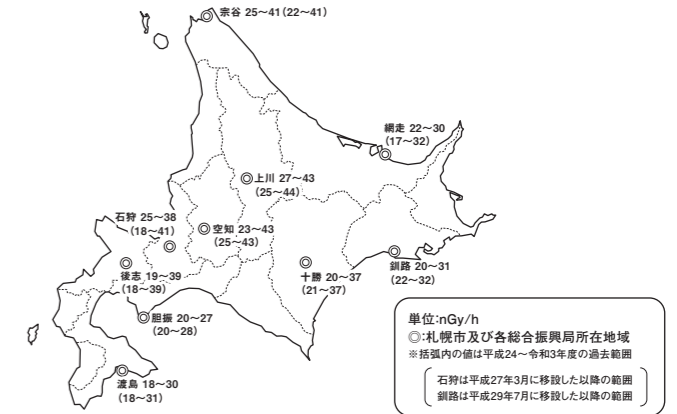 宗谷 25〜41(22〜41)
網走 22〜30
(17〜32)
上川 27〜43
(25〜44)
石狩 25〜38
(18〜41)
空知 23〜43
(25〜43)
後志 19〜39
(18〜39)
十勝 20〜37
(21〜37)
釧路 20〜31
(22〜32)
胆振 20〜27
(20〜28)
渡島 18〜30
(18〜31)
単位:nGy/h
◎:札幌市及び各総合振興局所在地域
※括弧内の値は平成24〜令和3年度の過去範囲
石狩は平成27年3月に移設した以降の範囲
釧路は平成29年7月に移設した以降の範囲